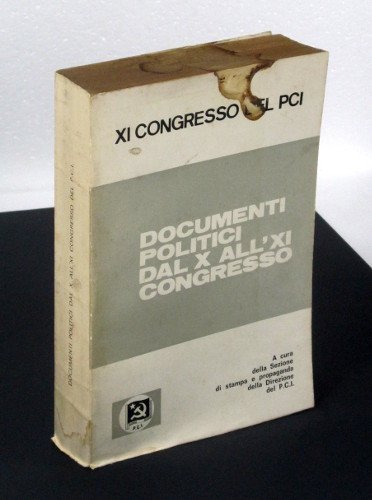 XI CONGRESSO DEL PCI
DOCUMENTI
POLITICI
DAL X ALL'XI
CONGRESSO
A cura
della Sezione
di stampa e propaganda
della Direzione
del P.C.I.
P.C.I.
DOCUMENTI POLITICI DAL X ALL'XI CONGRESSO DEL P.C.I.